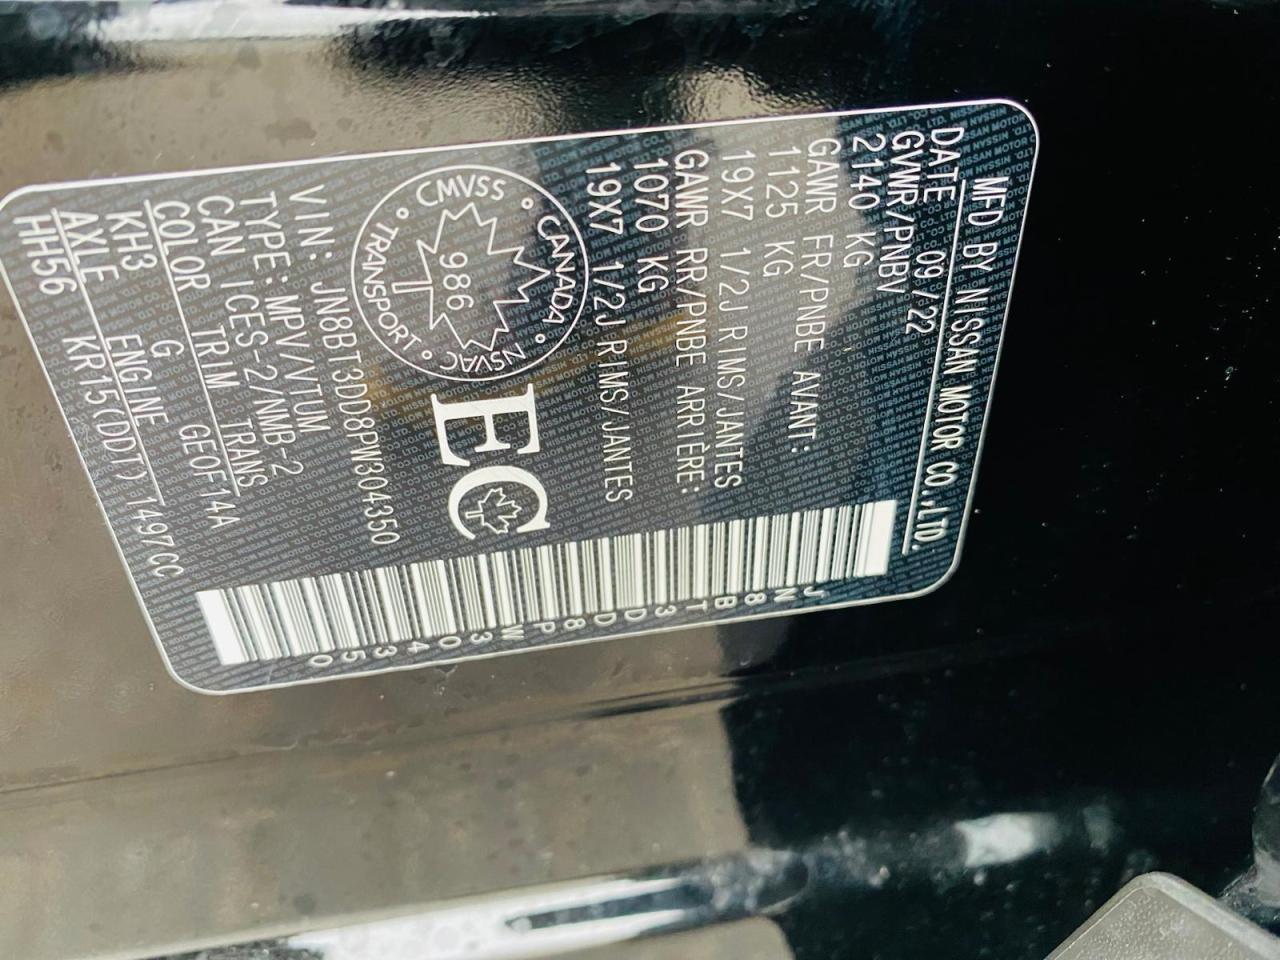 MFD BY NISSAN MOTOR CO.,LTD.
DATE 09/22
GVWR/PNBV
2140 KG
GAWR FR/PNBE AVANT:
1125 KG
19X7 1/2J RIMS/JANTES
GAWR RR/PNBE ARRIÈRE:
1070 KG
19X7 1/2J RIMS/JANTES
CMVSS • CANADA • NSVAC • TRANSPORT •
986
EC
VIN: JN8BT3DD8PW304350
TYPE: MPV/VTUM
CAN ICES-2/NMB-2
COLOR TRIM TRANS
KH3 G GEOF14A
AXLE ENGINE
HH56 KR15(DDT) 1497CC
JN8BT3DD8PW304350